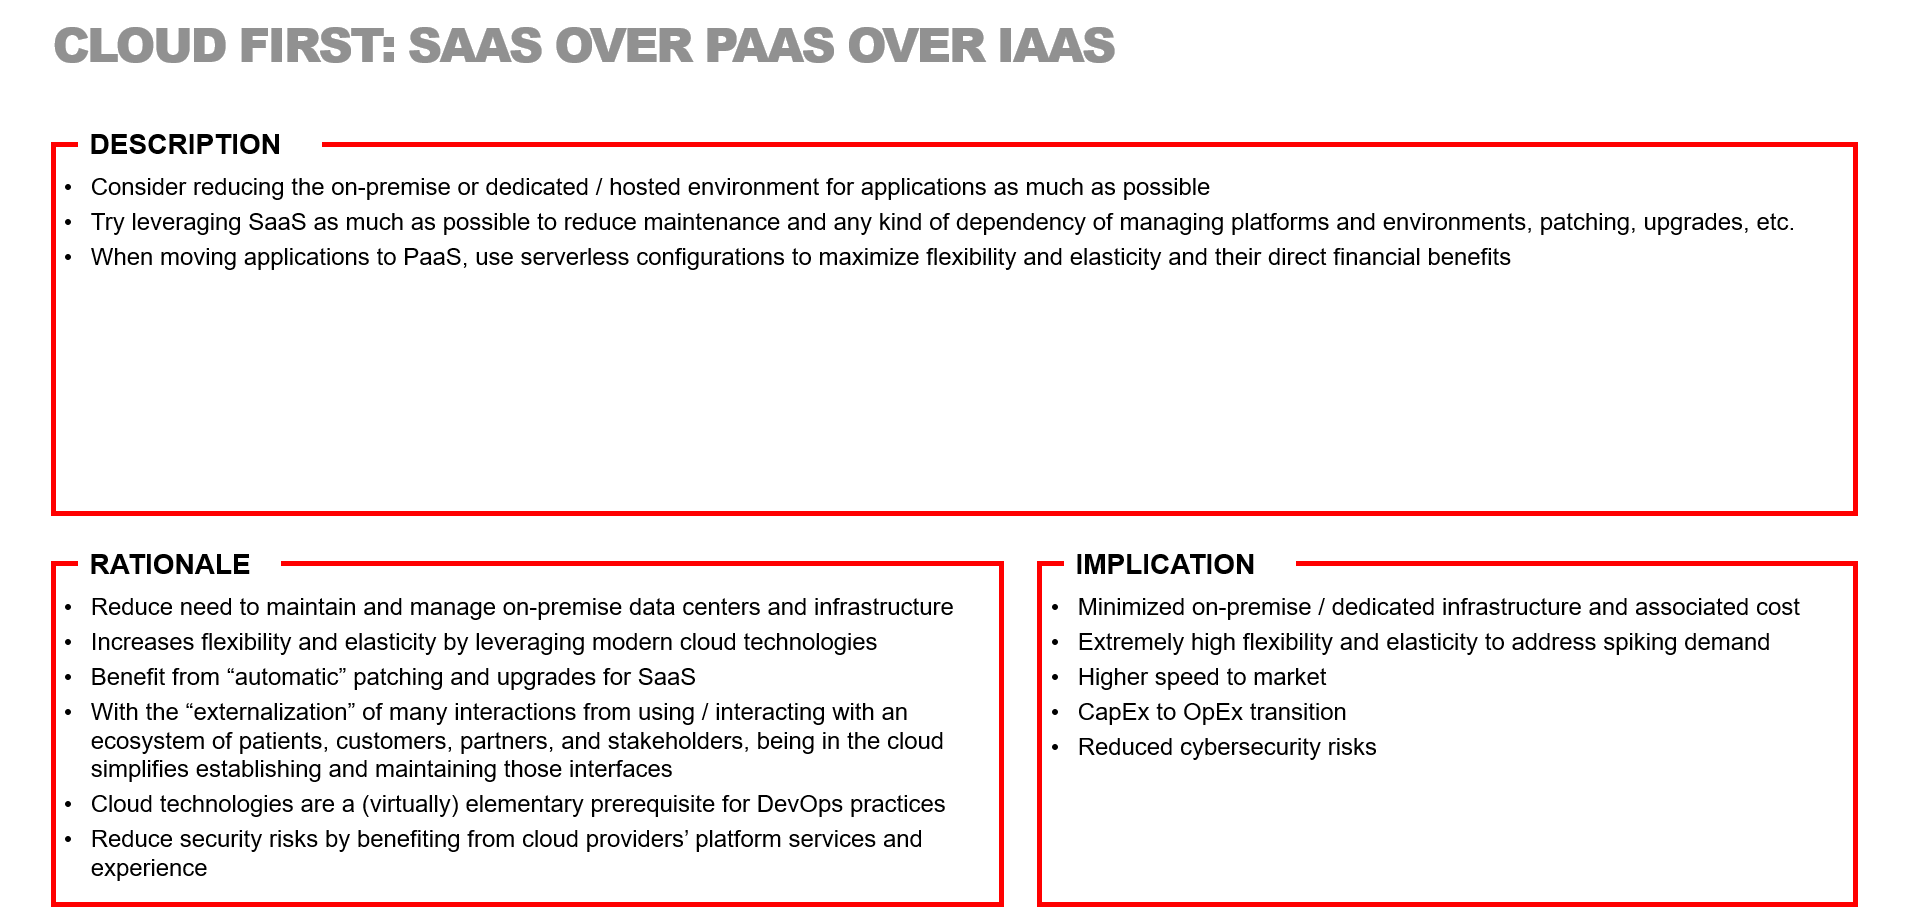 CLOUD FIRST: SAAS OVER PAAS OVER IAAS
DESCRIPTION
• Consider reducing the on-premise or dedicated / hosted environment for applications as much as possible
• Try leveraging SaaS as much as possible to reduce maintenance and any kind of dependency of managing platforms and environments, patching, upgrades, etc.
• When moving applications to PaaS, use serverless configurations to maximize flexibility and elasticity and their direct financial benefits
RATIONALE
• Reduce need to maintain and manage on-premise data centers and infrastructure
• Increases flexibility and elasticity by leveraging modern cloud technologies
• Benefit from “automatic” patching and upgrades for SaaS
• With the “externalization” of many interactions from using / interacting with an
ecosystem of patients, customers, partners, and stakeholders, being in the cloud
simplifies establishing and maintaining those interfaces
• Cloud technologies are a (virtually) elementary prerequisite for DevOps practices
• Reduce security risks by benefiting from cloud providers’ platform services and
experience
IMPLICATION
• Minimized on-premise / dedicated infrastructure and associated cost
• Extremely high flexibility and elasticity to address spiking demand
• Higher speed to market
• CapEx to OpEx transition
• Reduced cybersecurity risks